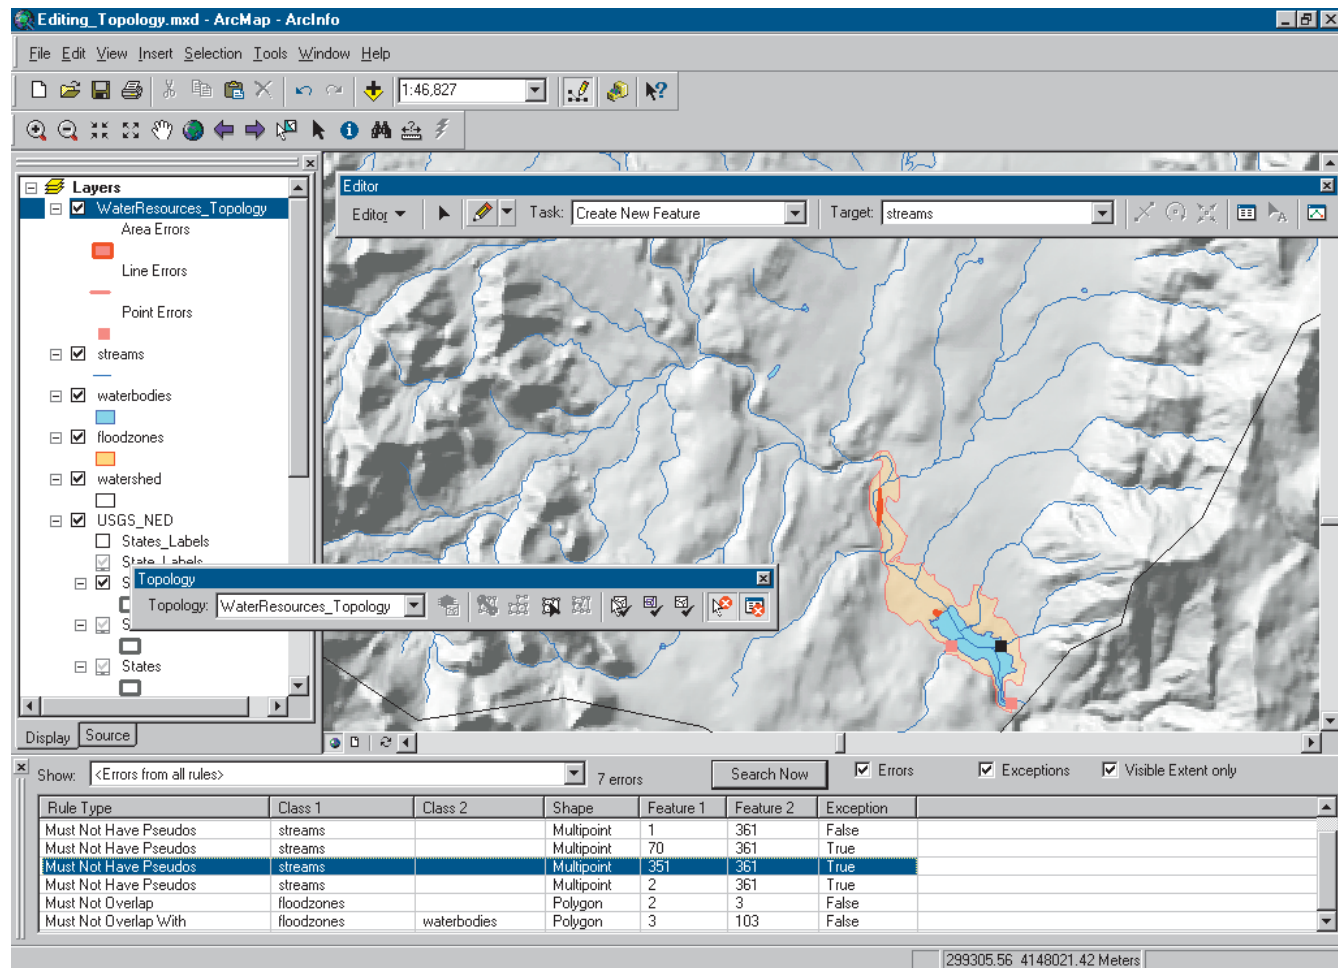 Editing_Topology.mxd - ArcMap - ArcInfo
File Edit View Insert Selection Tools Window Help
1:46,827
Layers
WaterResources_Topology
Area Errors
Line Errors
Point Errors
streams
waterbodies
floodzones
watershed
USGS_NED
States_Labels
State_Labels
S
S
States
Display Source
Editor
Editor Task: Create New Feature Target: streams
Topology
Topology: WaterResources_Topology
Show: <Errors from all rules> 7 errors Search Now Errors Exceptions Visible Extent only
Rule Type Class 1 Class 2 Shape Feature 1 Feature 2 Exception
Must Not Have Pseudos streams Multipoint 1 361 False
Must Not Have Pseudos streams Multipoint 70 361 True
Must Not Have Pseudos streams Multipoint 351 361 True
Must Not Have Pseudos streams Multipoint 2 361 True
Must Not Overlap floodzones Polygon 2 3 False
Must Not Overlap With floodzones waterbodies Polygon 3 103 False
299305.56 4148021.42 Meters